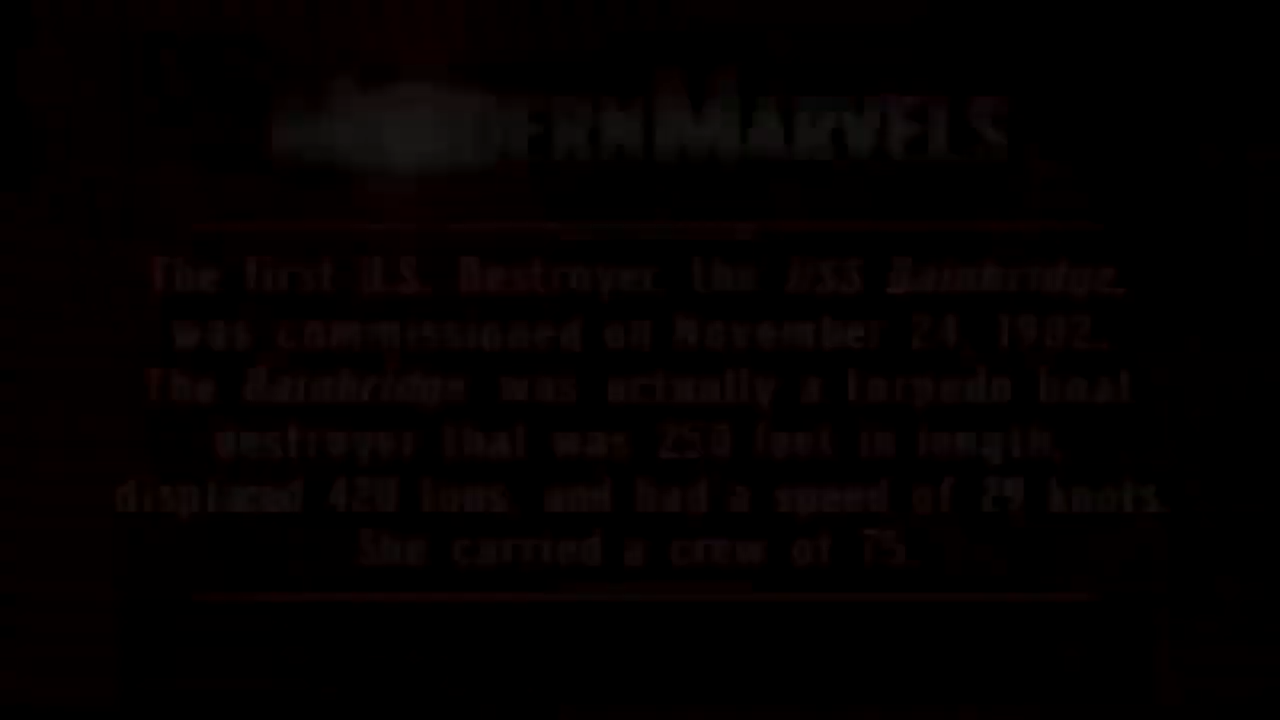 MODERN MARVELS
The first U.S. Destroyer, the USS Bainbridge,
was commissioned on November 24, 1902.
The Bainbridge was actually a torpedo boat
destroyer that was 250 feet in length,
displaced 420 tons, and had a speed of 29 knots.
She carried a crew of 75.